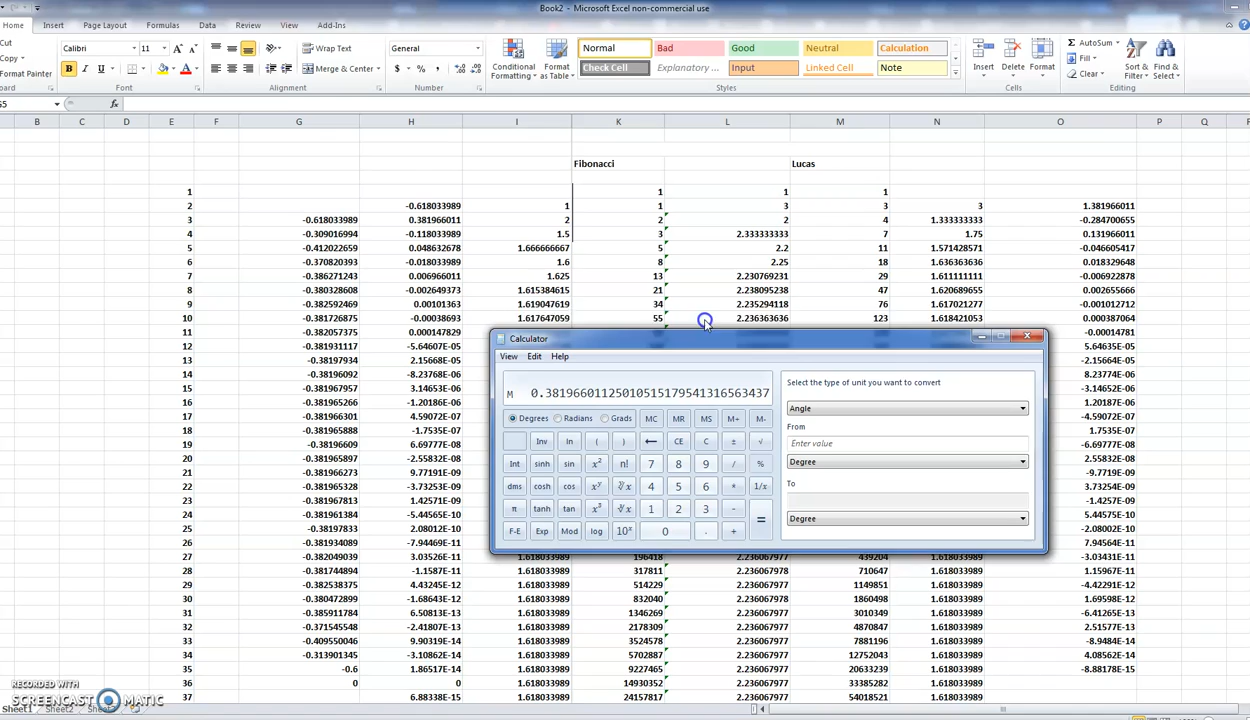 Book2 - Microsoft Excel non-commercial use
Home Insert Page Layout Formulas Data Review View Add-Ins
Cut Calibri 11 A A Wrap Text General Normal Bad Good Neutral Calculation AutoSum
Copy Fill
Format Painter B I U A Merge & Center $ % , Conditional Formatting Format as Table Check Cell Explanatory ... Input Linked Cell Note Insert Delete Format Clear Sort & Filter Find & Select
Font Alignment Number Styles Cells Editing
fx
B C D E F G H I K L M N O P Q R
Fibonacci Lucas
1 1 1 1
2 -0.618033989 1 1 3 3 3 1.381966011
3 -0.618033989 0.381966011 2 2 2 4 1.333333333 -0.284700655
4 -0.309016994 -0.118033989 1.5 3 2.333333333 7 1.75 0.131966011
5 -0.412022659 0.048632678 1.666666667 5 2.2 11 1.571428571 -0.046605417
6 -0.370820393 -0.018033989 1.6 8 2.25 18 1.636363636 0.018329648
7 -0.386271243 0.006966011 1.625 13 2.230769231 29 1.611111111 -0.006922878
8 -0.380328608 -0.002649373 1.615384615 21 2.238095238 47 1.620689655 0.002655666
9 -0.382592469 0.00101363 1.619047619 34 2.235294118 76 1.617021277 -0.001012712
10 -0.381726875 -0.00038693 1.617647059 55 2.236363636 123 1.618421053 0.000387064
11 -0.382057375 0.000147829 -0.00014781
12 -0.381931117 -5.64607E-05 5.64635E-05
13 -0.38197934 2.15668E-05 -2.15664E-05
14 -8.23768E-06 8.23774E-06
15 -0.381967957 3.14653E-06 -3.14652E-06
16 -0.381965266 -1.20186E-06 1.20186E-06
17 -0.381966301 4.59072E-07 -4.59072E-07
18 -1.7535E-07 1.7535E-07
19 -0.38196609 6.69777E-08 -6.69777E-08
20 -2.55832E-08 2.55832E-08
21 -0.381966273 9.77191E-09 -9.7719E-09
22 -0.381965328 -3.73253E-09 3.73252E-09
23 -0.381967813 1.42571E-09 -1.4257E-09
24 -5.44565E-10
25 -0.38197833 2.08012E-10 -2.08002E-10
26 -0.381934089 -7.94469E-11 7.94564E-11
27 -0.382049039 3.03526E-11 1.618033989 196418 2.236067977 439204 1.618033989 -3.03431E-11
28 -0.381744894 -1.1587E-11 1.618033989 317811 2.236067978 710647 1.618033989 1.15967E-11
29 -0.382538375 4.43245E-12 1.618033989 514229 2.236067977 1149851 1.618033989 -4.42291E-12
30 -0.380472899 -1.68643E-12 1.618033989 832040 2.236067978 1860498 1.618033989 1.69598E-12
31 -0.385911784 6.50813E-13 1.618033989 1346269 2.236067977 3010349 1.618033989 -6.41265E-13
32 -0.371545568 -2.41807E-13 1.618033989 2178309 2.236067977 4870847 1.618033989 2.51577E-13
33 -0.409550046 9.90319E-14 1.618033989 3524578 2.236067977 7881196 1.618033989 -8.9484E-14
34 -0.313901345 -3.10862E-14 1.618033989 5702887 2.236067977 12752043 1.618033989 4.08562E-14
35 -0.6 1.86517E-14 1.618033989 9227465 2.236067977 20633239 1.618033989 -8.88178E-15
36 0 0 1.618033989 14930352 2.236067977 33385282 1.618033989
37 6.88338E-15 1.618033989 24157817 2.236067977 54018521 1.618033989
Calculator
View Edit Help
M 0.38196601125010515179541316563437
Degrees Radians Grads MC MR MS M+ M-
Inv ln ( ) ← CE C ± √
Int sinh sin x² n! 7 8 9 / %
dms cosh cos xʸ ʸ√x 4 5 6 * 1/x
π tanh tan x³ ³√x 1 2 3 - =
F-E Exp Mod log 10ˣ 0 . +
Select the type of unit you want to convert
Angle
From
Enter value
Degree
To
Degree
RECORDED WITH
SCREENCAST MATIC
Sheet1 Sheet2